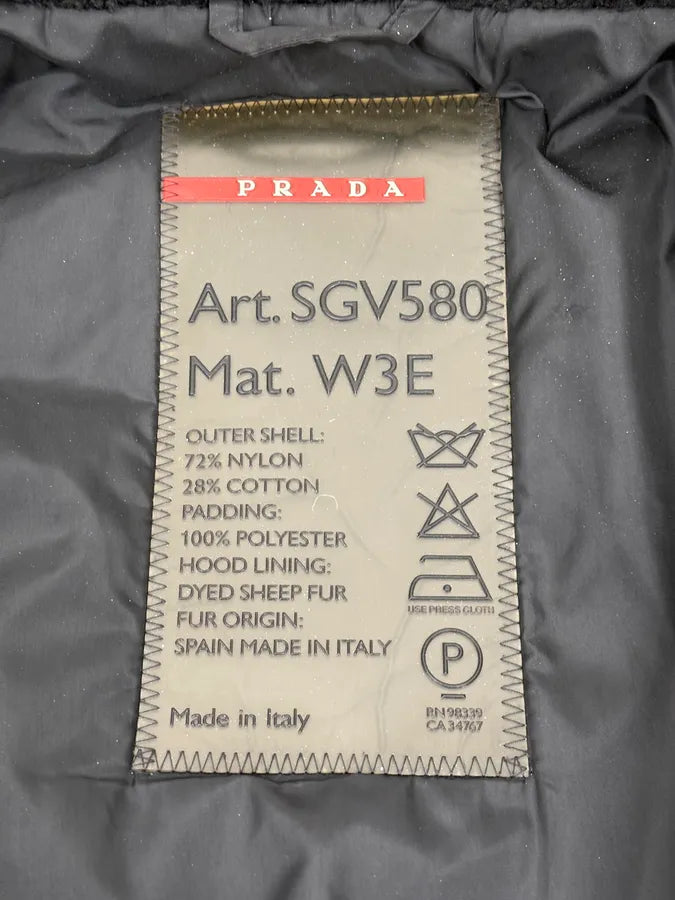 PRADA
Art. SGV580
Mat. W3E
OUTER SHELL:
72% NYLON
28% COTTON
PADDING:
100% POLYESTER
HOOD LINING:
DYED SHEEP FUR
FUR ORIGIN:
SPAIN MADE IN ITALY
USE PRESS CLOTH
P
Made in Italy
RN 98339
CA 34767